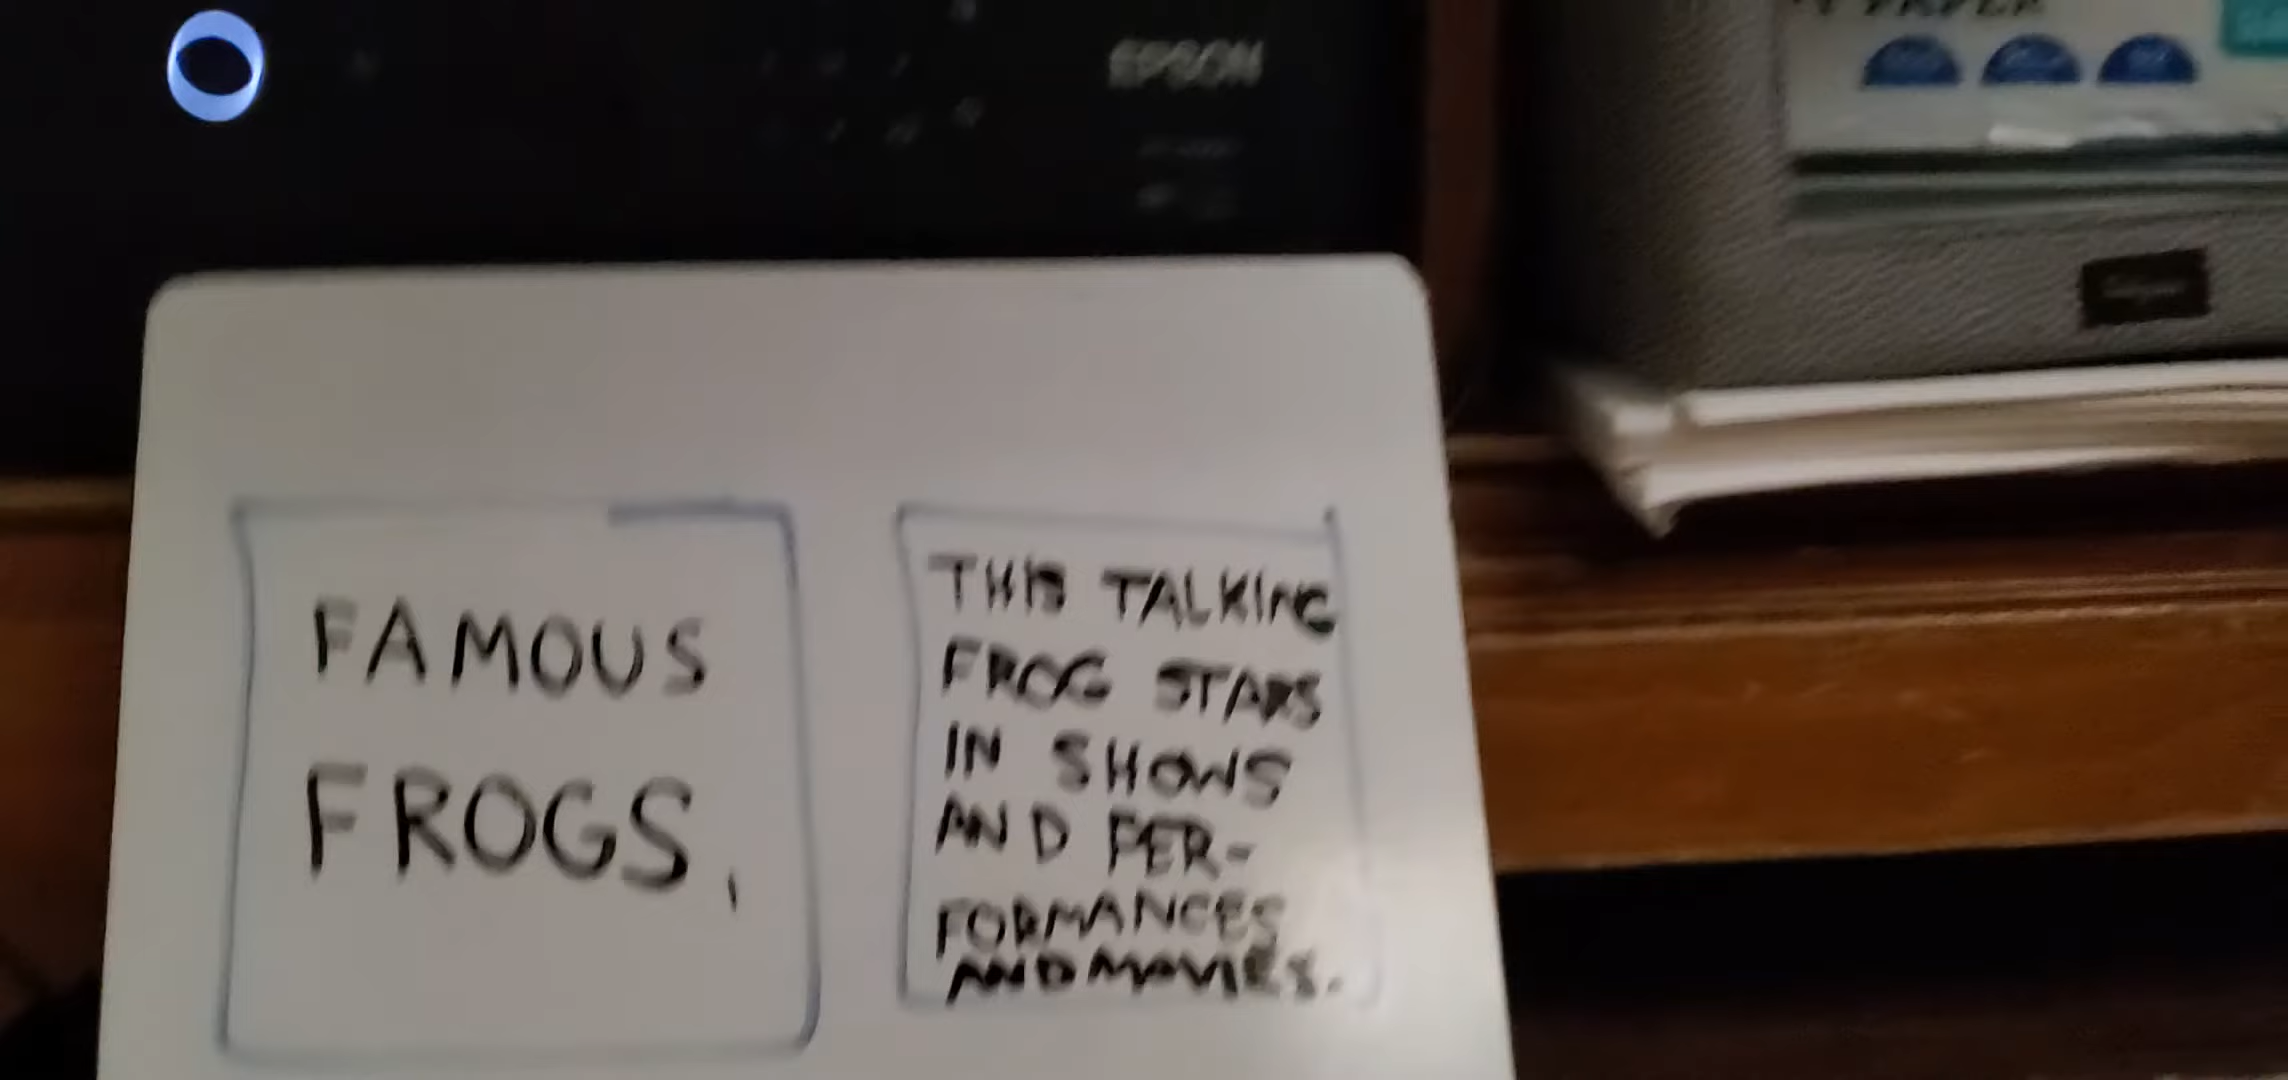 EPSON
FAMOUS
FROGS.
THIS TALKING
FROG STARS
IN SHOWS
AND PER-
FORMANCES
AND MOVIES.